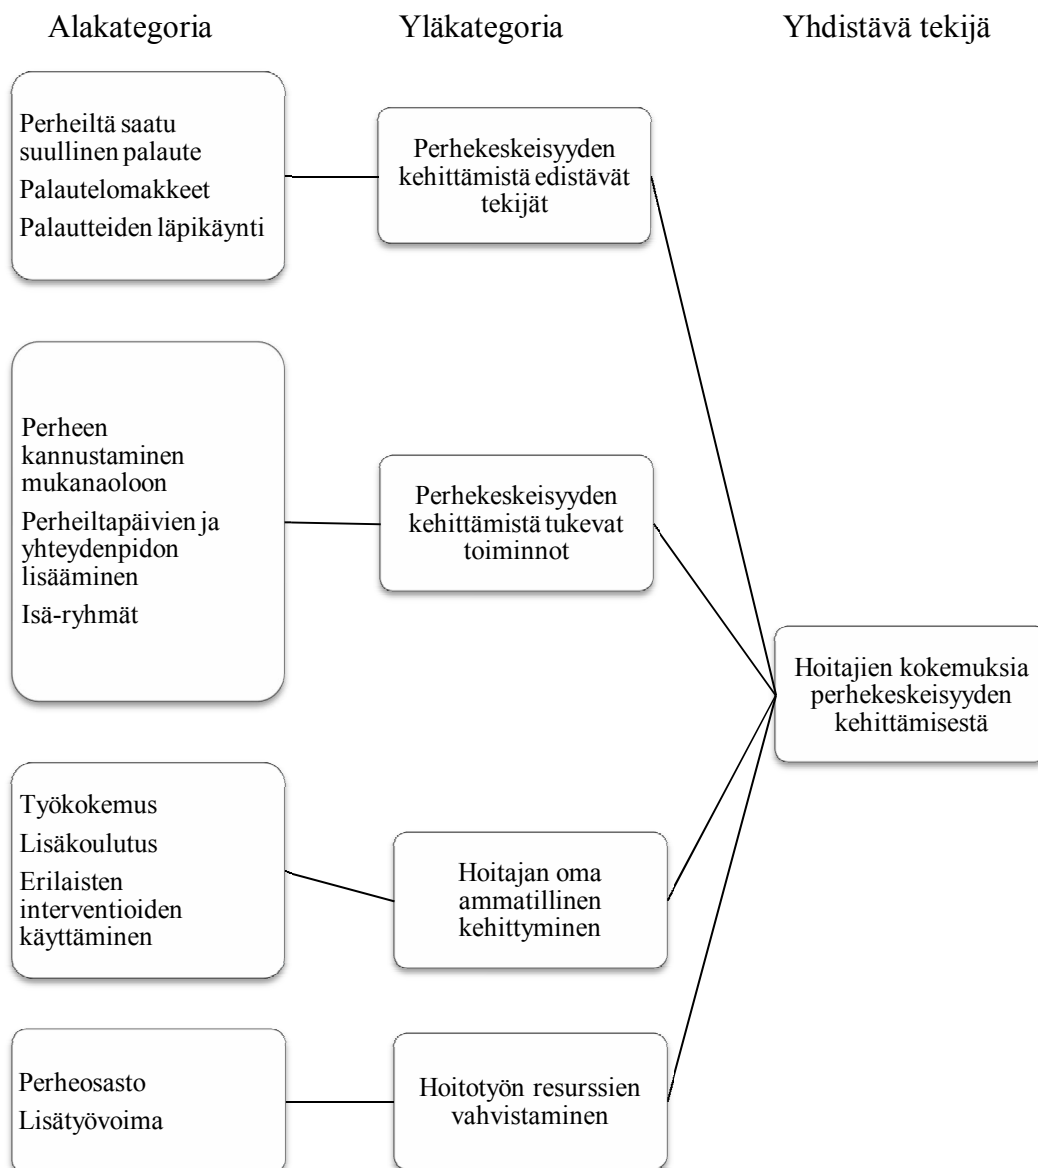 Alakategoria
Yläkategoria
Yhdistävä tekijä
Perheiltä saatu
suullinen palaute
Palautelomakkeet
Palautteiden läpikäynti
Perhekeskeisyyden
kehittämistä edistävät
tekijät
Perheen
kannustaminen
mukanaoloon
Perheiltapäivien ja
yhteydenpidon
lisääminen
Isä-ryhmät
Perhekeskeisyyden
kehittämistä tukevat
toiminnot
Hoitajien kokemuksia
perhekeskeisyyden
kehittämisestä
Työkokemus
Lisäkoulutus
Erilaisten
interventioiden
käyttäminen
Hoitajan oma
ammatillinen
kehittyminen
Perheosasto
Lisätyövoima
Hoitotyön resurssien
vahvistaminen